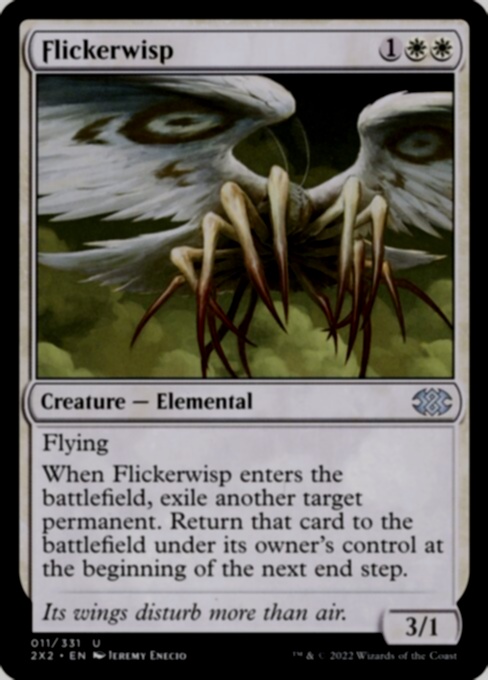 Flickerwisp 1
Creature — Elemental
Flying
When Flickerwisp enters the
battlefield, exile another target
permanent. Return that card to the
battlefield under its owner's control at
the beginning of the next end step.
Its wings disturb more than air.
3/1
011/331 U
2X2 • EN Jeremy Enecio ™ & © 2022 Wizards of the Coast